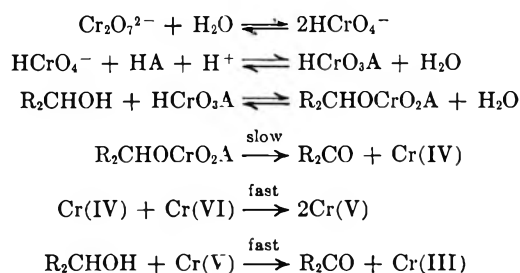 Cr₂O₇²⁻ + H₂O ⇌ 2HCrO₄⁻
HCrO₄⁻ + HA + H⁺ ⇌ HCrO₃A + H₂O
R₂CHOH + HCrO₃A ⇌ R₂CHOCrO₂A + H₂O
slow
R₂CHOCrO₂A ⟶ R₂CO + Cr(IV)
fast
Cr(IV) + Cr(VI) ⟶ 2Cr(V)
fast
R₂CHOH + Cr(V) ⟶ R₂CO + Cr(III)